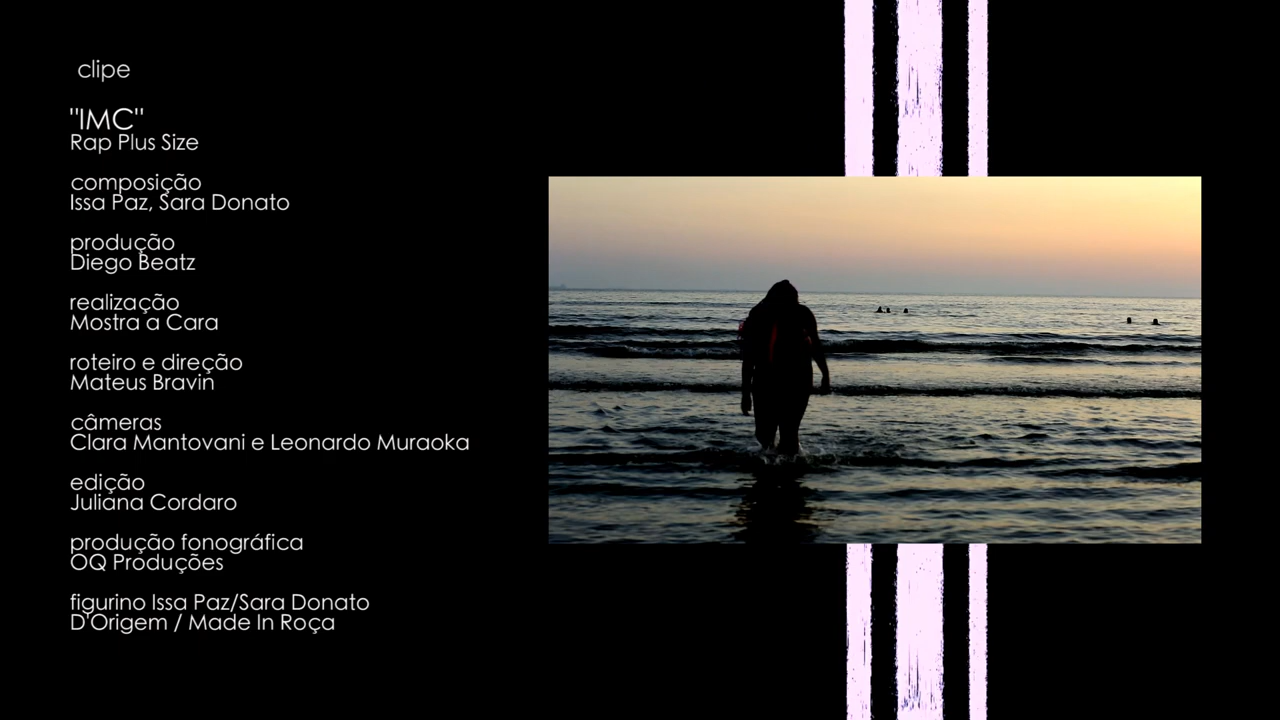 clipe
"IMC"
Rap Plus Size
composição
Issa Paz, Sara Donato
produção
Diego Beatz
realização
Mostra a Cara
roteiro e direção
Mateus Bravin
câmeras
Clara Mantovani e Leonardo Muraoka
edição
Juliana Cordaro
produção fonográfica
OQ Produções
figurino Issa Paz/Sara Donato
D'Origem / Made In Roça